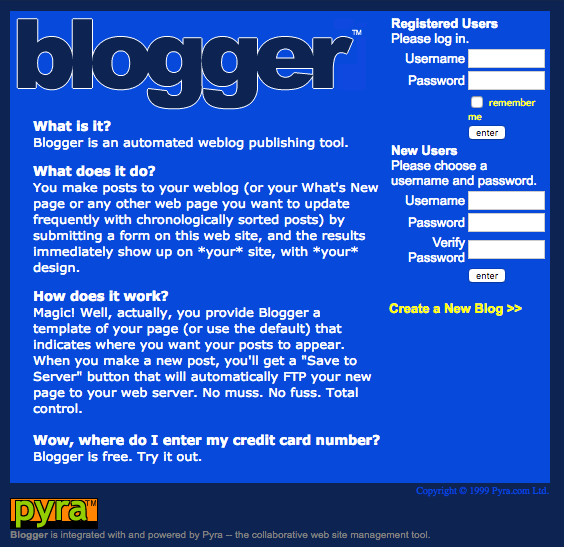 blogger™
What is it?
Blogger is an automated weblog publishing tool.
What does it do?
You make posts to your weblog (or your What's New
page or any other web page you want to update
frequently with chronologically sorted posts) by
submitting a form on this web site, and the results
immediately show up on *your* site, with *your*
design.
How does it work?
Magic! Well, actually, you provide Blogger a
template of your page (or use the default) that
indicates where you want your posts to appear.
When you make a new post, you'll get a "Save to
Server" button that will automatically FTP your new
page to your web server. No muss. No fuss. Total
control.
Wow, where do I enter my credit card number?
Blogger is free. Try it out.
Registered Users
Please log in.
Username
Password
remember
me
enter
New Users
Please choose a
username and password.
Username
Password
Verify
Password
enter
Create a New Blog >>
Copyright © 1999 Pyra.com Ltd.
pyra™
Blogger is integrated with and powered by Pyra -- the collaborative web site management tool.